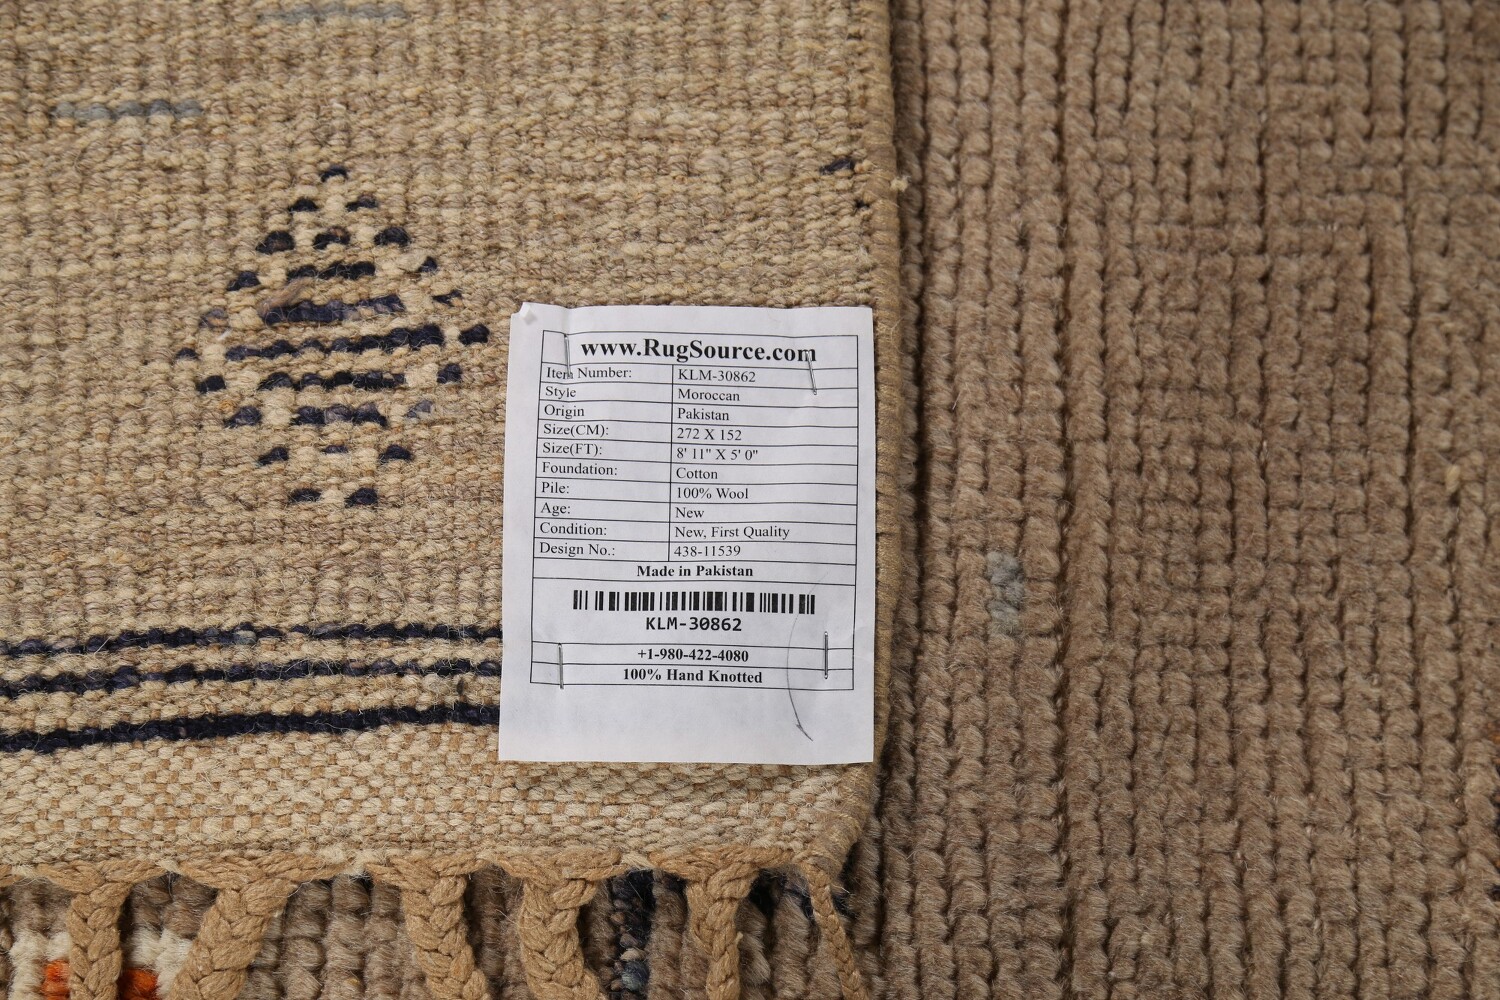 www.RugSource.com
Item Number: KLM-30862
Style Moroccan
Origin Pakistan
Size(CM): 272 X 152
Size(FT): 8' 11" X 5' 0"
Foundation: Cotton
Pile: 100% Wool
Age: New
Condition: New, First Quality
Design No.: 438-11539
Made in Pakistan
KLM-30862
+1-980-422-4080
100% Hand Knotted